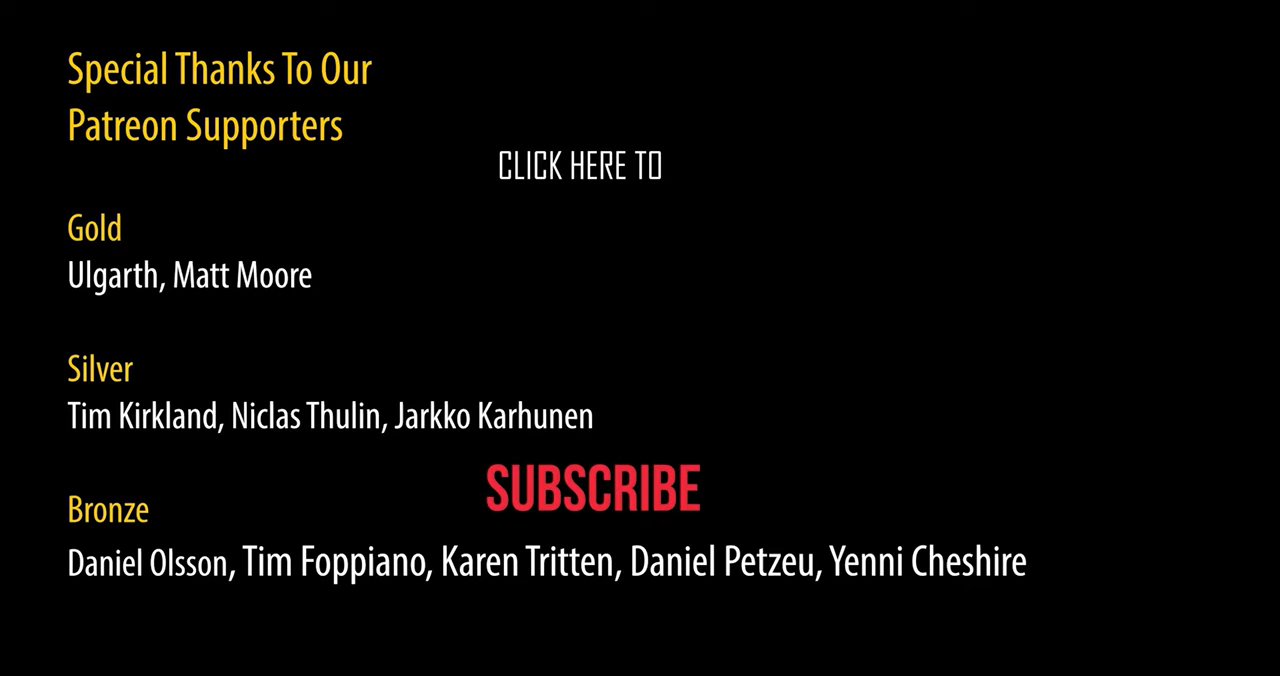 Special Thanks To Our
Patreon Supporters
CLICK HERE TO
Gold
Ulgarth, Matt Moore
Silver
Tim Kirkland, Niclas Thulin, Jarkko Karhunen
SUBSCRIBE
Bronze
Daniel Olsson, Tim Foppiano, Karen Tritten, Daniel Petzeu, Yenni Cheshire